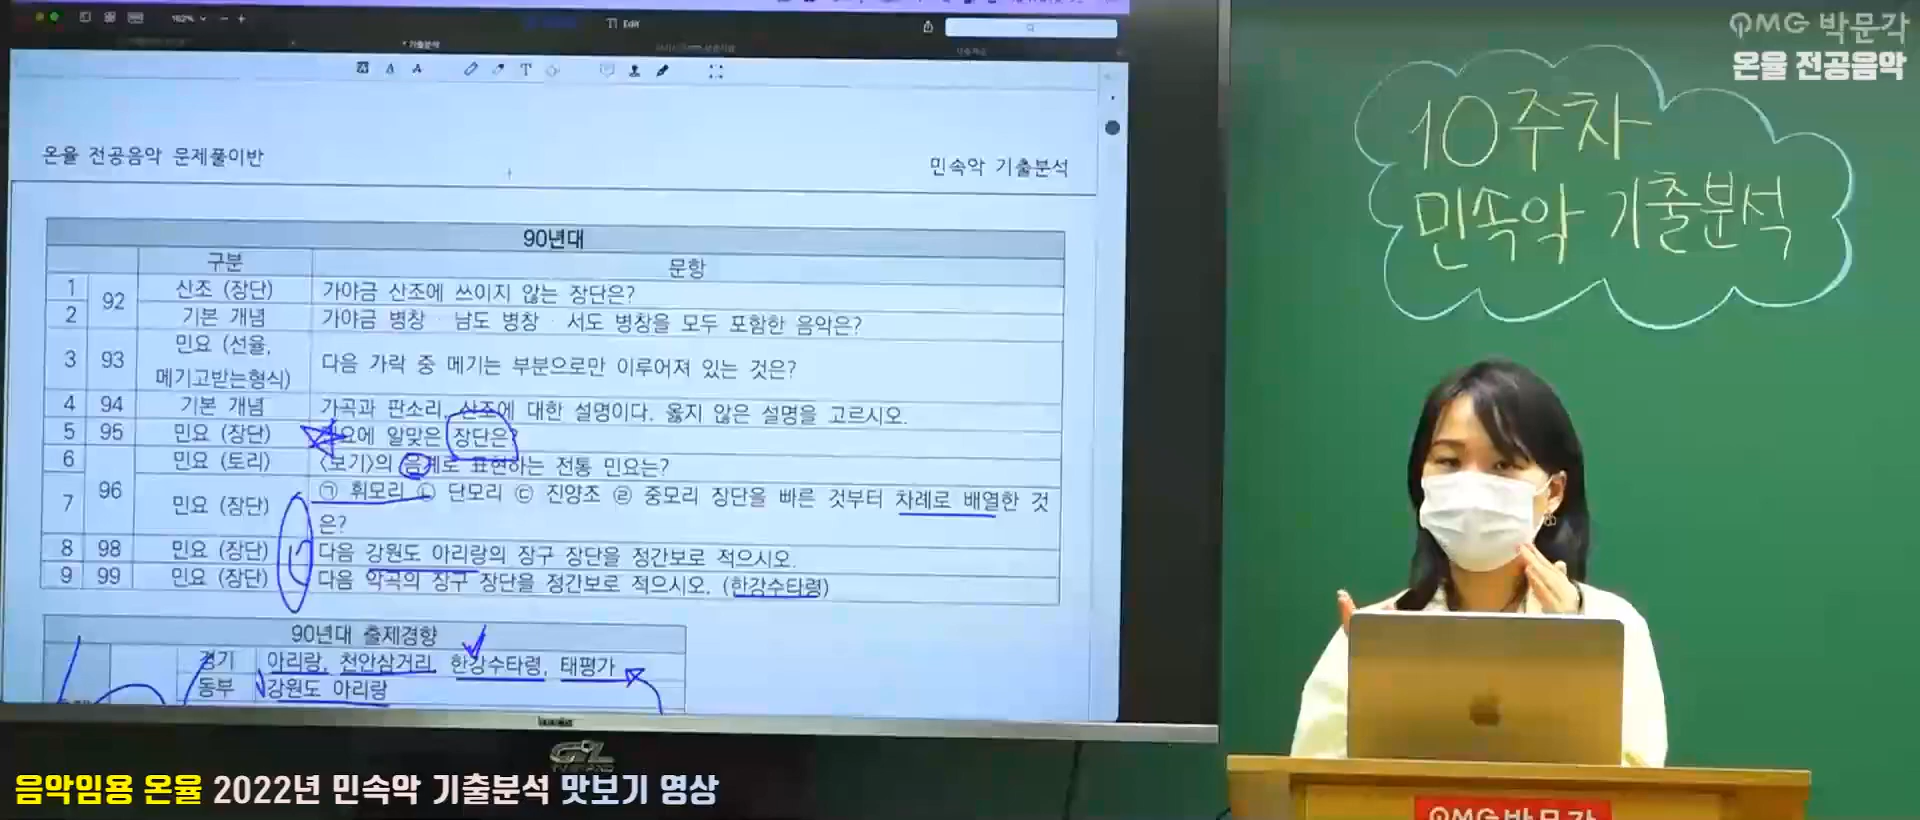 PMG 박문각
온율 전공음악
162%
Edit
기출분석
온율 전공음악 문제풀이반
민속악 기출분석
90년대
구분 문항
1 92 산조 (장단) 가야금 산조에 쓰이지 않는 장단은?
2 기본 개념 가야금 병창 · 남도 병창 · 서도 병창을 모두 포함한 음악은?
3 93 민요 (선율, 메기고받는형식) 다음 가락 중 메기는 부분으로만 이루어져 있는 것은?
4 94 기본 개념 가곡과 판소리, 산조에 대한 설명이다. 옳지 않은 설명을 고르시오.
5 95 민요 (장단) 민요에 알맞은 장단은?
6 96 민요 (토리) <보기>의 음계로 표현하는 전통 민요는?
7 민요 (장단) ㉠ 휘모리 ㉡ 단모리 ㉢ 진양조 ㉣ 중모리 장단을 빠른 것부터 차례로 배열한 것
은?
8 98 민요 (장단) 다음 강원도 아리랑의 장구 장단을 정간보로 적으시오.
9 99 민요 (장단) 다음 악곡의 장구 장단을 정간보로 적으시오. (한강수타령)
90년대 출제경향
경기 아리랑, 천안삼거리, 한강수타령, 태평가
동부 강원도 아리랑
10주차
민속악 기출분석
음악임용 온율 2022년 민속악 기출분석 맛보기 영상
PMG 박문각